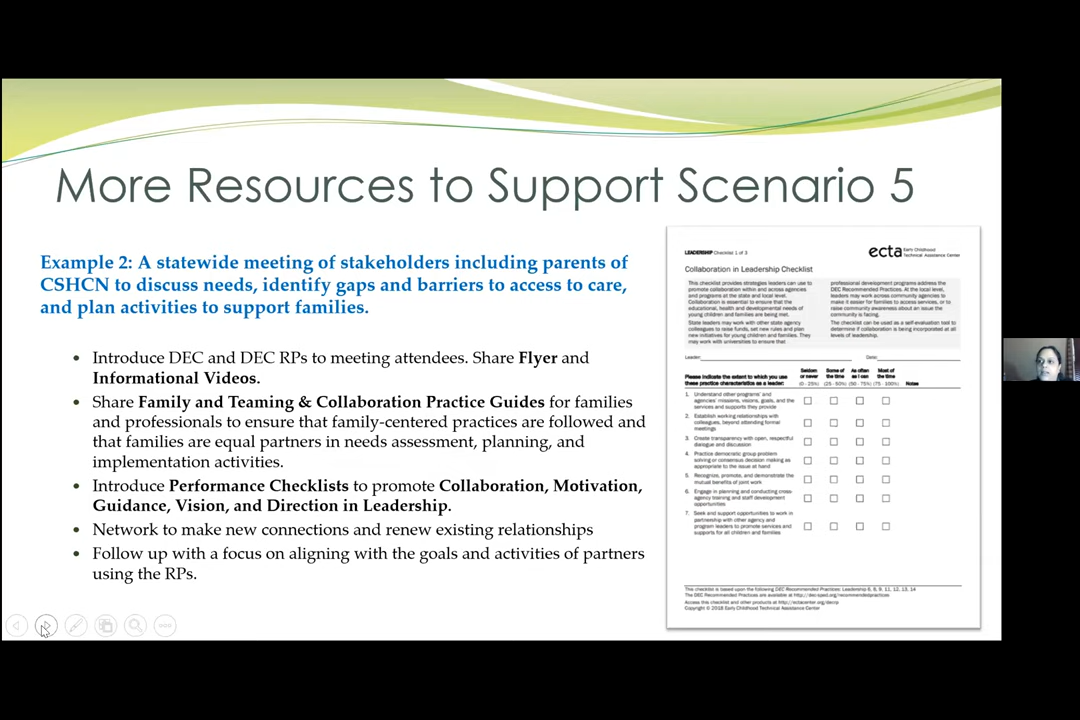 More Resources to Support Scenario 5
Example 2: A statewide meeting of stakeholders including parents of
CSHCN to discuss needs, identify gaps and barriers to access to care,
and plan activities to support families.
• Introduce DEC and DEC RPs to meeting attendees. Share Flyer and
Informational Videos.
• Share Family and Teaming & Collaboration Practice Guides for families
and professionals to ensure that family-centered practices are followed and
that families are equal partners in needs assessment, planning, and
implementation activities.
• Introduce Performance Checklists to promote Collaboration, Motivation,
Guidance, Vision, and Direction in Leadership.
• Network to make new connections and renew existing relationships
• Follow up with a focus on aligning with the goals and activities of partners
using the RPs.
LEADERSHIP Checklist 1 of 3
ecta Early Childhood
Technical Assistance Center
Collaboration in Leadership Checklist
This checklist provides strategies leaders can use to
promote collaboration within and across agencies
and programs at the state and local level.
Collaboration is essential to ensure that the
educational, health and developmental needs of
young children and families are being met.
State leaders may work with other state agency
colleagues to raise funds, set new rules and plan
new initiatives for young children and families. They
may work with universities to ensure that
professional development programs address the
DEC Recommended Practices. At the local level,
leaders may work across community agencies to
make it easier for families to access services, or to
raise community awareness about an issue the
community is facing.
The checklist can be used as a self-evaluation tool to
determine if collaboration is being incorporated at all
levels of leadership.
Leader: Date:
Please indicate the extent to which you use
these practice characteristics as a leader:
Seldom
or never
(0 - 25%)
Some of
the time
(25 - 50%)
As often
as I can
(50 - 75%)
Most of
the time
(75 - 100%)
Notes
1. Understand other programs' and
agencies' missions, visions, goals, and the
services and supports they provide
2. Establish working relationships with
colleagues, beyond attending formal
meetings
3. Create transparency with open, respectful
dialogue and discussion
4. Practice democratic group problem
solving or consensus decision making as
appropriate to the issue at hand
5. Recognize, promote, and demonstrate the
mutual benefits of joint work
6. Engage in planning and conducting cross-
agency training and staff development
opportunities
7. Seek and support opportunities to work in
partnership with other agency and
program leaders to promote services and
supports for all children and families
This checklist is based upon the following DEC Recommended Practices: Leadership 6, 8, 9, 11, 12, 13, 14
The DEC Recommended Practices are available at http://dec-sped.org/recommendedpractices
Access this checklist and other products at http://ectacenter.org/decrp
Copyright © 2018 Early Childhood Technical Assistance Center